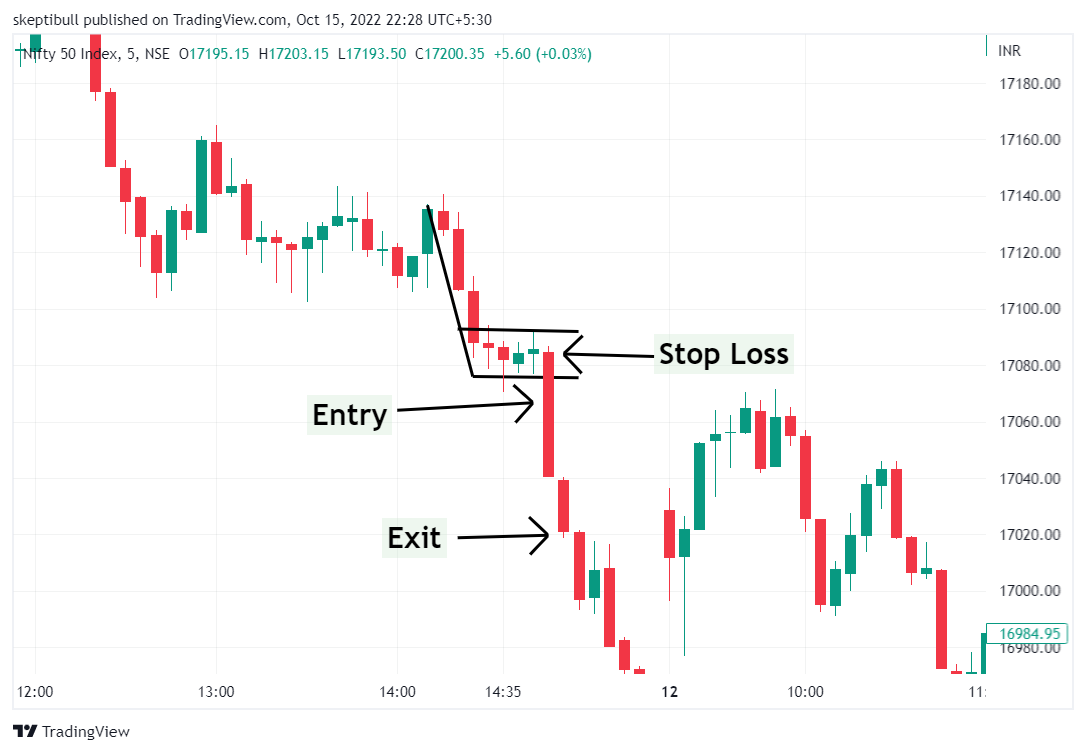 skeptibull published on TradingView.com, Oct 15, 2022 22:28 UTC+5:30
Nifty 50 Index, 5, NSE O17195.15 H17203.15 L17193.50 C17200.35 +5.60 (+0.03%)
INR
17180.00
17160.00
17140.00
17120.00
17100.00
17080.00
Stop Loss
17060.00
Entry
17040.00
17020.00
Exit
17000.00
16984.95
16980.00
12:00 13:00 14:00 14:35 12 10:00 11:
TradingView